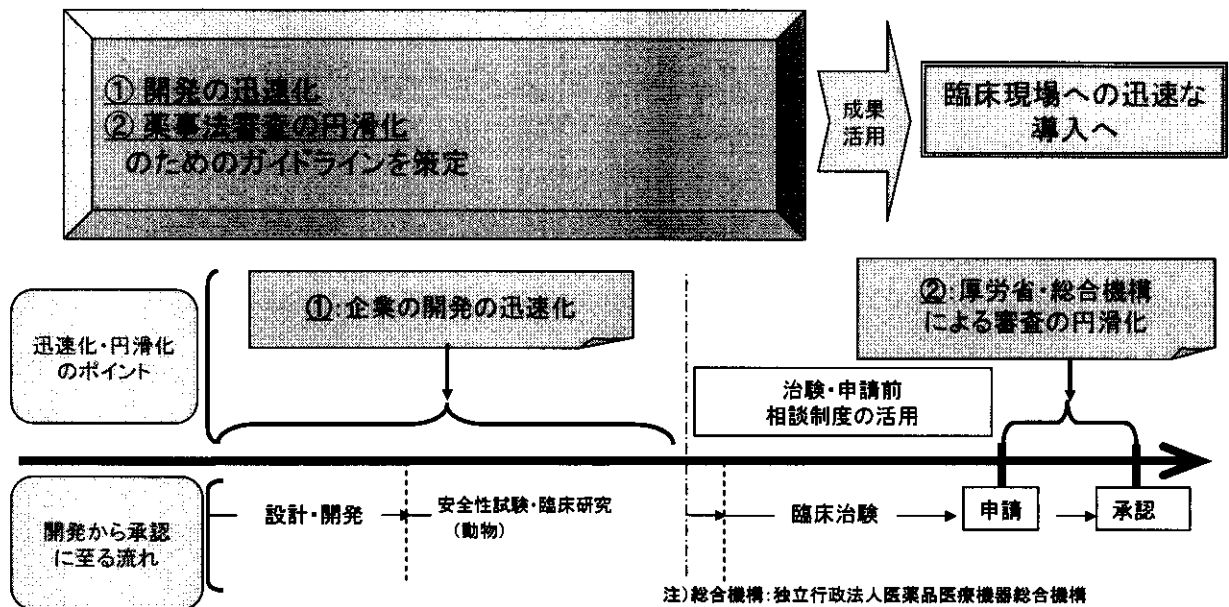 ① 開発の迅速化
② 薬事法審査の円滑化
のためのガイドラインを策定
成果
活用
臨床現場への迅速な
導入へ
迅速化・円滑化
のポイント
①:企業の開発の迅速化
②:厚労省・総合機構
による審査の円滑化
治験・申請前
相談制度の活用
開発から承認
に至る流れ
設計・開発
安全性試験・臨床研究
(動物)
臨床治験
申請
承認
注)総合機構:独立行政法人医薬品医療機器総合機構